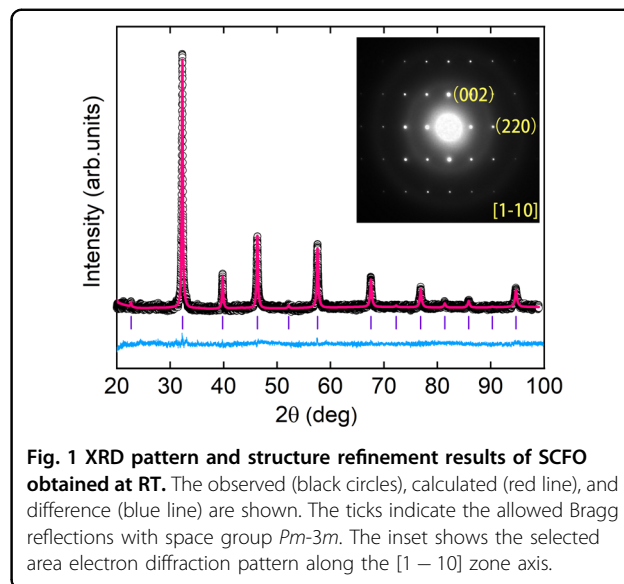 Intensity (arb.units)
(002)
(220)
[1-10]
20 30 40 50 60 70 80 90 100
2θ (deg)
Fig. 1 XRD pattern and structure refinement results of SCFO
obtained at RT. The observed (black circles), calculated (red line), and
difference (blue line) are shown. The ticks indicate the allowed Bragg
reflections with space group Pm-3m. The inset shows the selected
area electron diffraction pattern along the [1 − 10] zone axis.